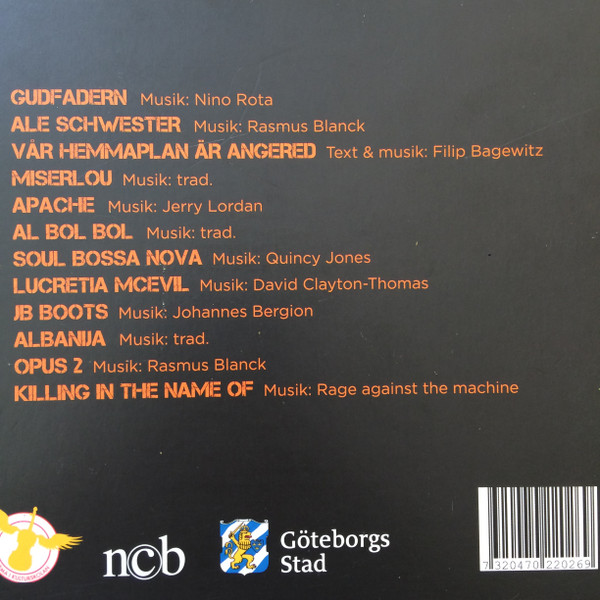 GUDFADERN Musik: Nino Rota
ALE SCHWESTER Musik: Rasmus Blanck
VÅR HEMMAPLAN ÄR ANGERED Text & musik: Filip Bagewitz
MISERLOU Musik: trad.
APACHE Musik: Jerry Lordan
AL BOL BOL Musik: trad.
SOUL BOSSA NOVA Musik: Quincy Jones
LUCRETIA MCEVIL Musik: David Clayton-Thomas
JB BOOTS Musik: Johannes Bergion
ALBANIJA Musik: trad.
OPUS 2 Musik: Rasmus Blanck
KILLING IN THE NAME OF Musik: Rage against the machine
ncb
Göteborgs
Stad
7 320470 220269